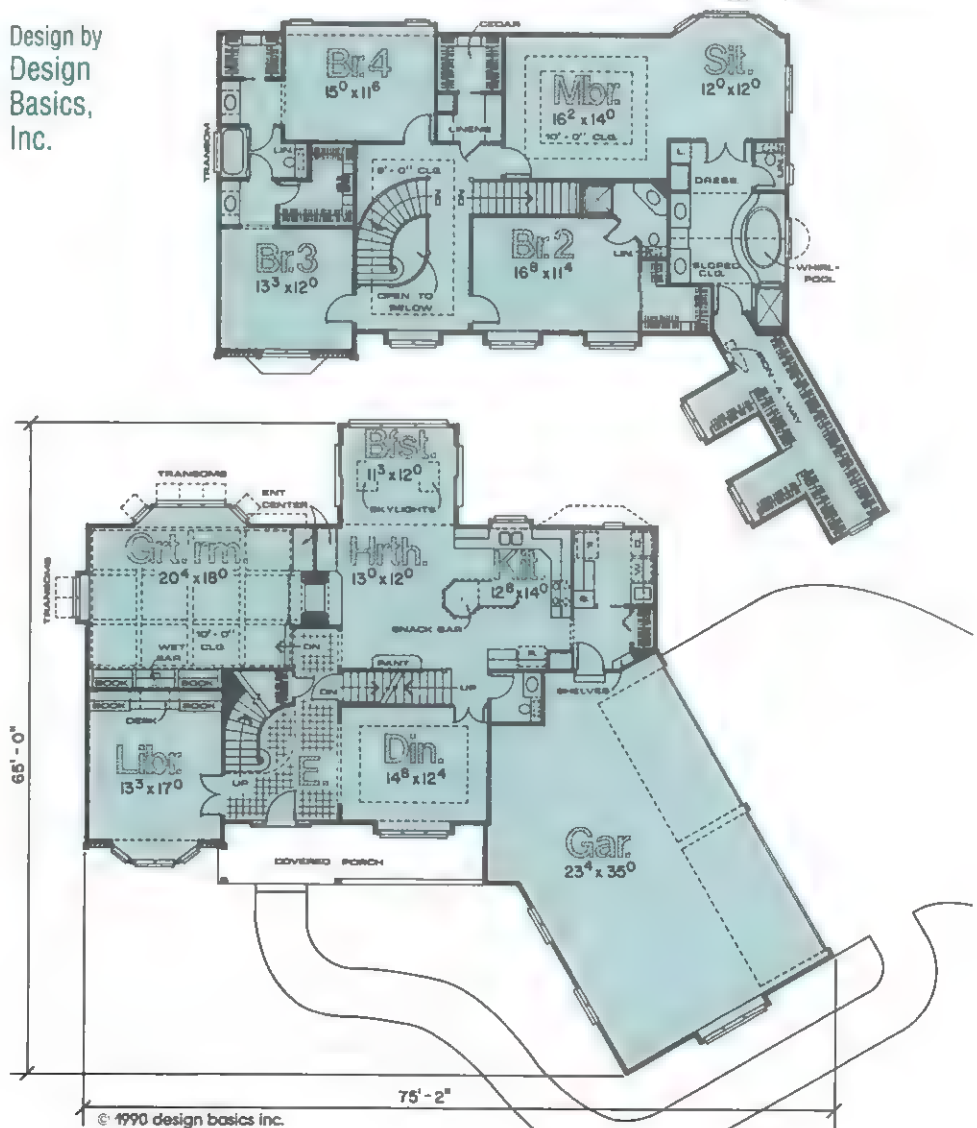 Design by
Design
Basics,
Inc.
CEDAR
Br.4
15⁰ x 11⁶
LINENS
Mbr.
16² x 14⁰
10'-0" CLG.
Sit.
12⁰ x 12⁰
TRANSOM
LIN.
L.
DRESS.
LIN.
8'-0" CLG.
DN
DN
Br.3
13³ x 12⁰
OPEN TO
BELOW
Br.2
16⁸ x 11⁴
LIN.
SLOPED
CLG.
WHIRL-
POOL
IRON-A-WAY
Bfst.
11³ x 12⁰
SKYLIGHTS
TRANSOMS
ENT.
CENTER
Grt. rm.
20⁴ x 18⁰
10'-0"
CLG.
TRANSOMS
Hrth.
13⁰ x 12⁰
Kit.
12⁸ x 14⁰
SNACK BAR
W.
D.
WET
BAR
DN
BOOK
BOOK
BOOK
BOOK
DESK
PANT.
DN
UP
R.
SHELVES
Libr.
13³ x 17⁰
UP
E.
Din.
14⁸ x 12⁴
COVERED PORCH
Gar.
23⁴ x 35⁰
65'-0"
75'-2"
© 1990 design basics inc.